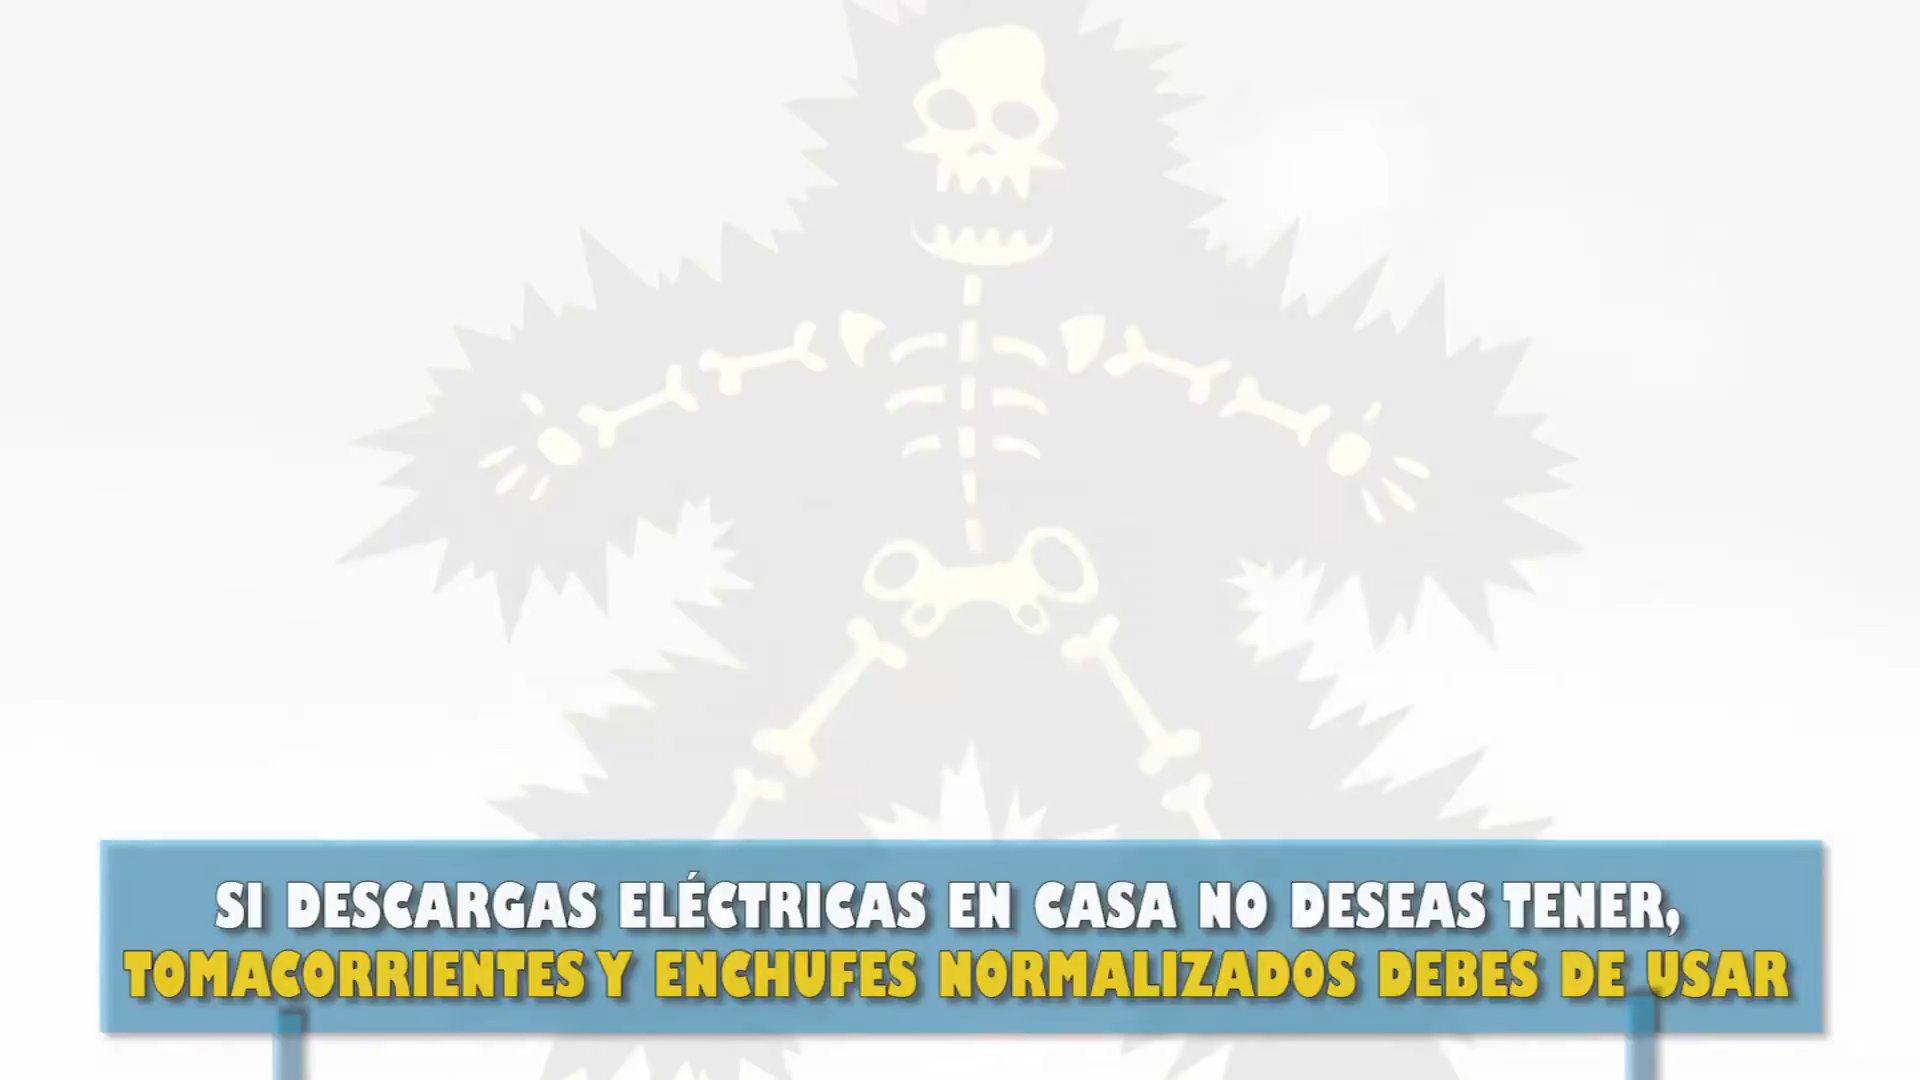 SI DESCARGAS ELÉCTRICAS EN CASA NO DESEAS TENER,
TOMACORRIENTES Y ENCHUFES NORMALIZADOS DEBES DE USAR